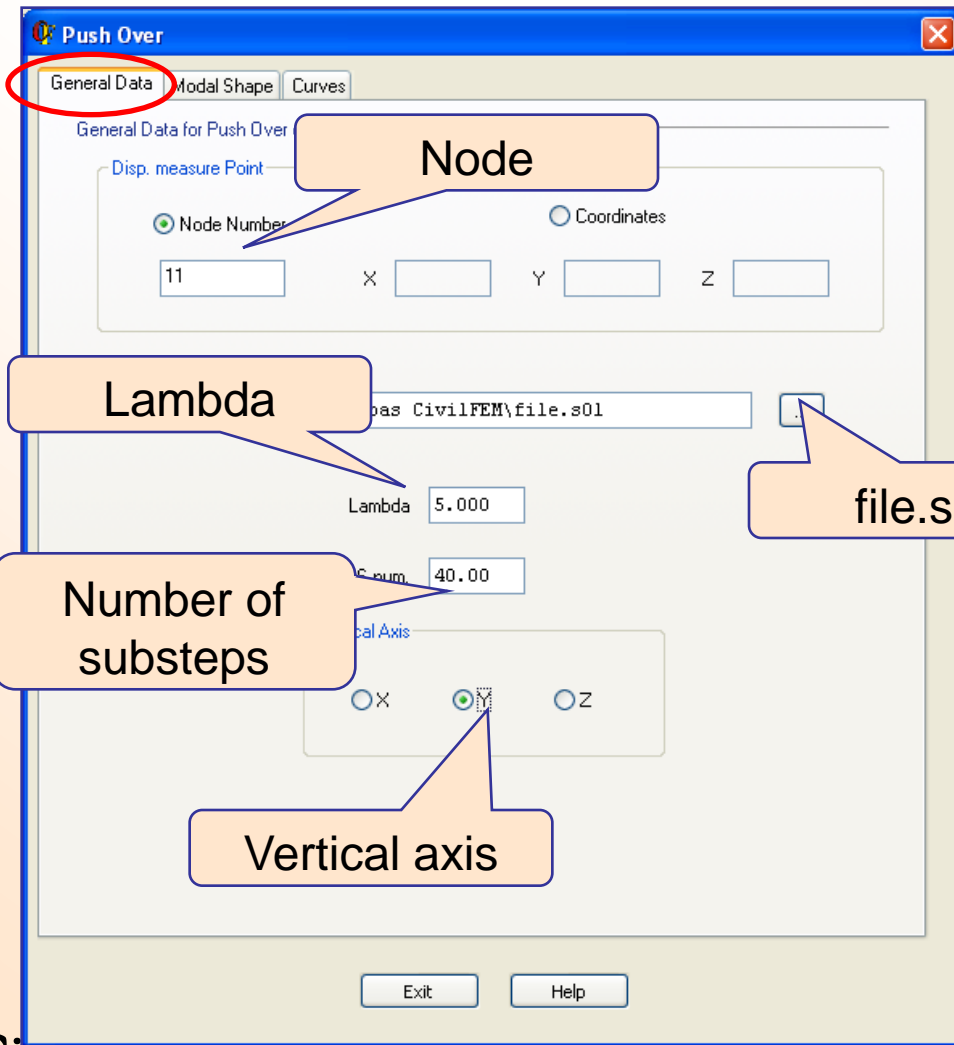 Push Over
General Data Modal Shape Curves
General Data for Push Over
Node
Disp. measure Point
Node Number Coordinates
11 X Y Z
Lambda
CivilFEM\file.s01
file.s
Lambda 5.000
Number of
substeps
num. 40.00
Axis
X Y Z
Vertical axis
Exit Help